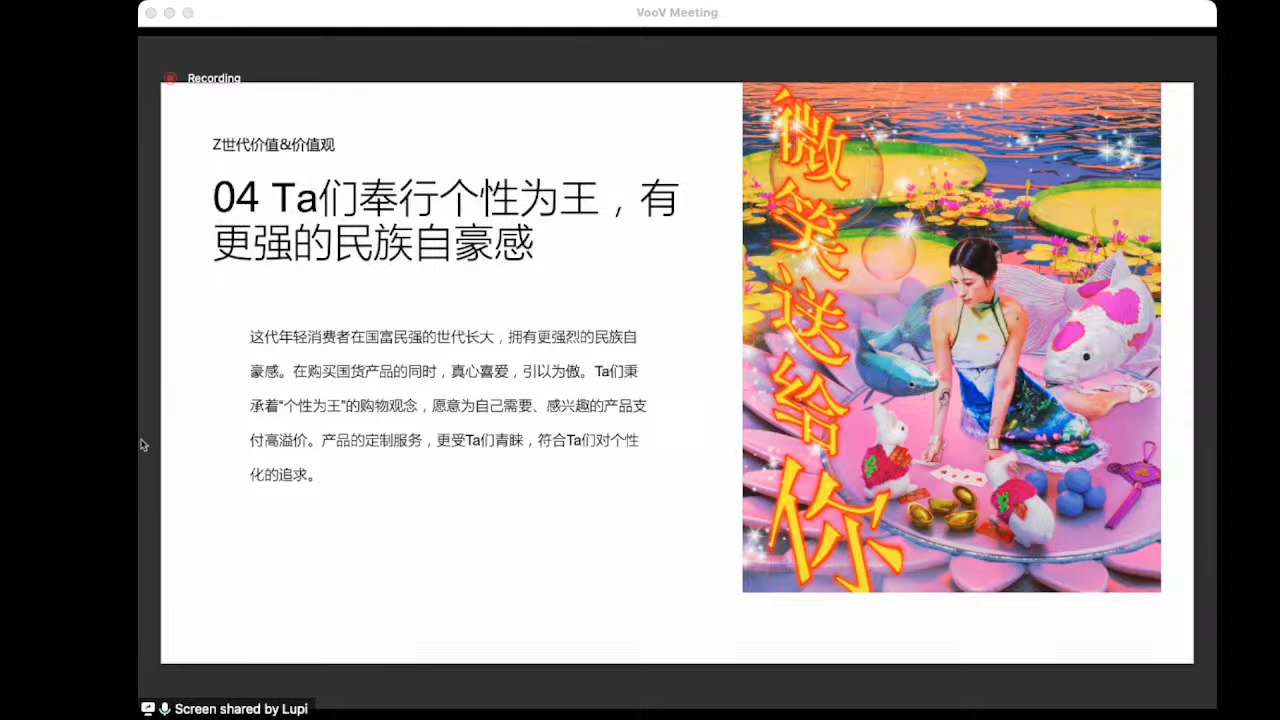 VooV Meeting
Recording
Z世代价值&价值观
04 Ta们奉行个性为王，有
更强的民族自豪感
这代年轻消费者在国富民强的世代长大，拥有更强烈的民族自
豪感。在购买国货产品的同时，真心喜爱，引以为傲。Ta们秉
承着“个性为王”的购物观念，愿意为自己需要、感兴趣的产品支
付高溢价。产品的定制服务，更受Ta们青睐，符合Ta们对个性
化的追求。
微笑送给你
Screen shared by Lupi